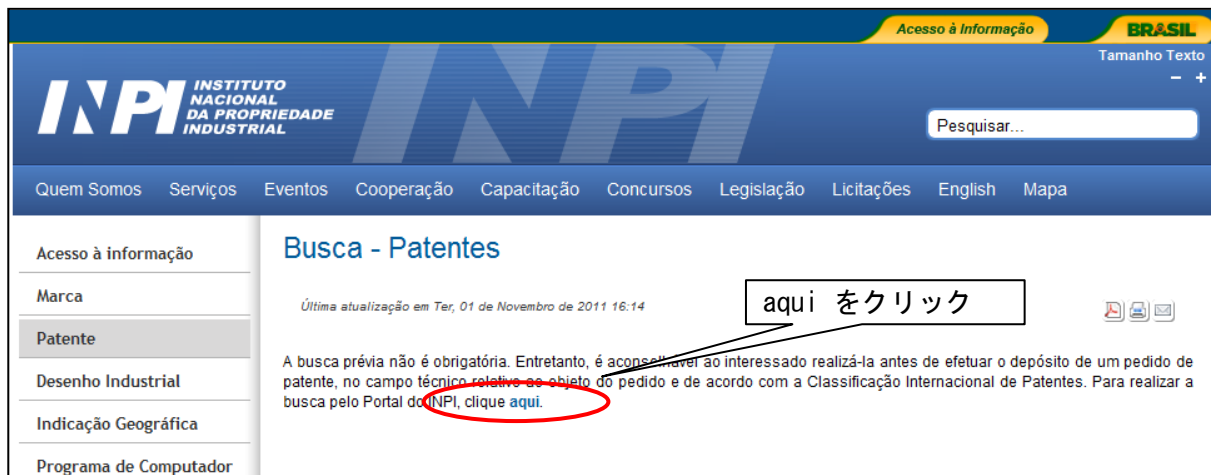 Acesso à Informação
BRASIL
Tamanho Texto
- +
INPI
INSTITUTO
NACIONAL
DA PROPRIEDADE
INDUSTRIAL
INPI
Pesquisar...
Quem Somos Serviços Eventos Cooperação Capacitação Concursos Legislação Licitações English Mapa
Acesso à informação
Marca
Patente
Desenho Industrial
Indicação Geográfica
Programa de Computador
Busca - Patentes
Última atualização em Ter, 01 de Novembro de 2011 16:14
aqui をクリック
A busca prévia não é obrigatória. Entretanto, é aconselhável ao interessado realizá-la antes de efetuar o depósito de um pedido de
patente, no campo técnico relativo ao objeto do pedido e de acordo com a Classificação Internacional de Patentes. Para realizar a
busca pelo Portal do INPI, clique aqui.